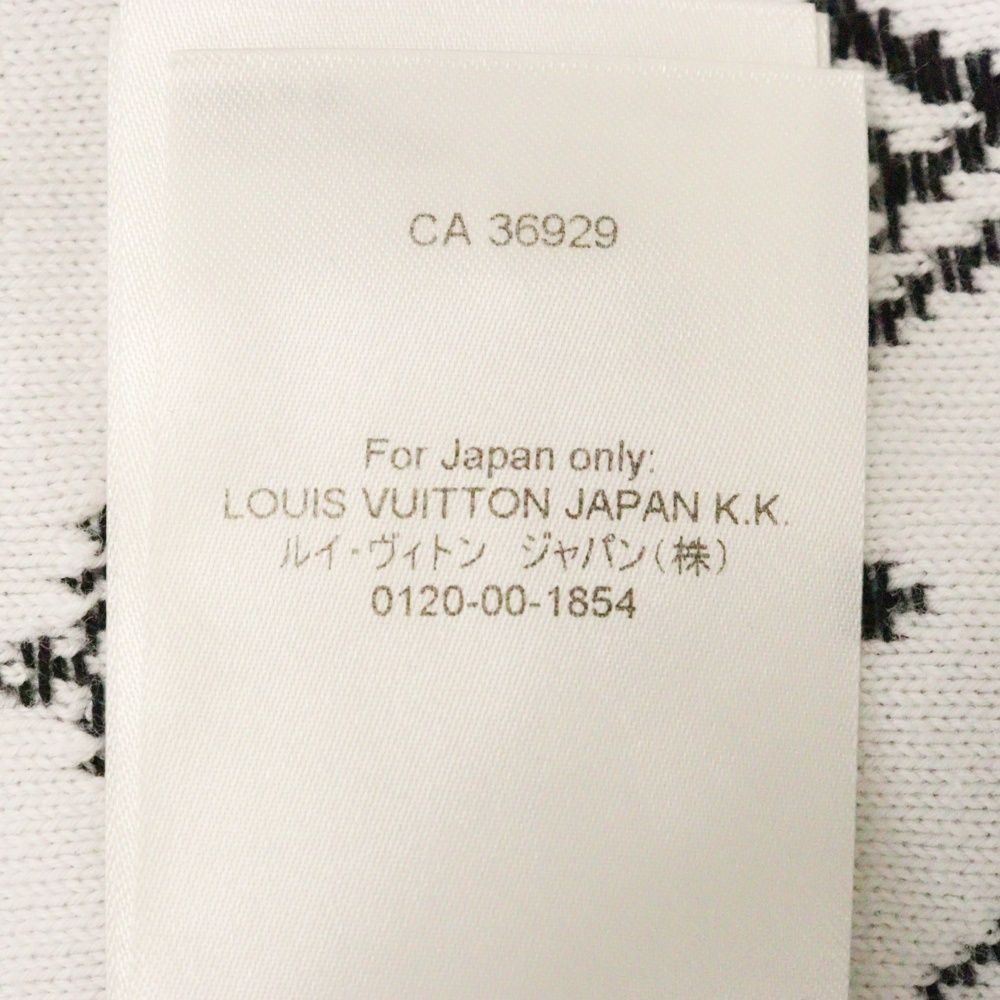 CA 36929
For Japan only:
LOUIS VUITTON JAPAN K.K.
ルイ・ヴィトン　ジャパン(株)
0120-00-1854